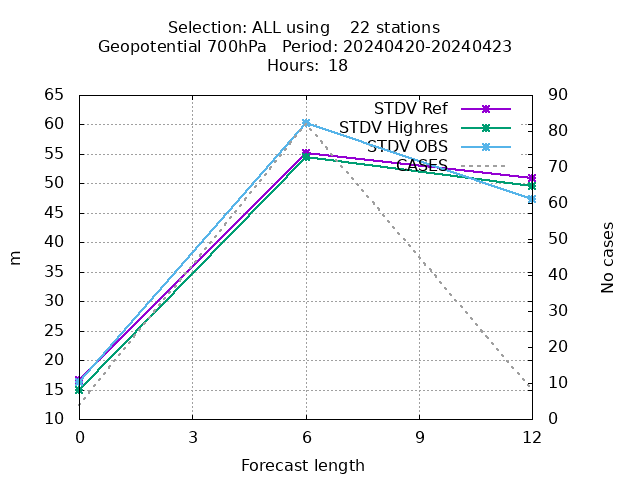 Selection: ALL using    22 stations
Geopotential 700hPa   Period: 20240420-20240423
Hours:  18
65
60
55
50
45
40
35
30
25
20
15
10
m
90
80
70
60
50
40
30
20
10
0
No cases
STDV Ref
STDV Highres
STDV OBS
CASES
0
3
6
9
12
Forecast length